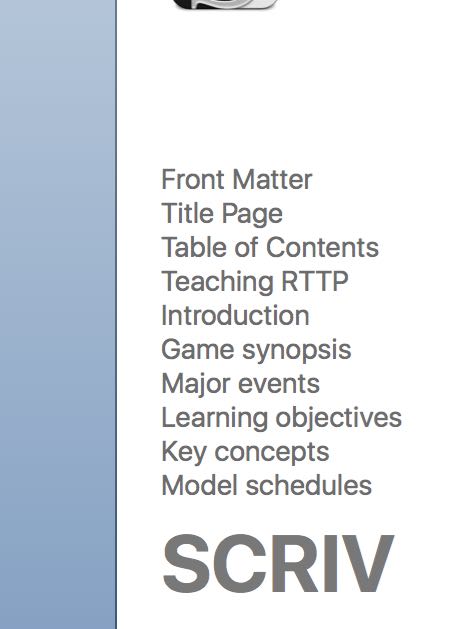 Front Matter
Title Page
Table of Contents
Teaching RTTP
Introduction
Game synopsis
Major events
Learning objectives
Key concepts
Model schedules
SCRIV